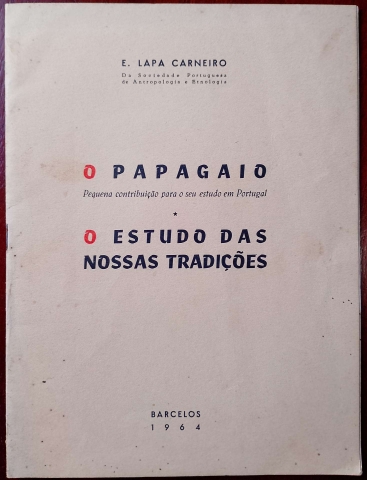 E. LAPA CARNEIRO
Da Sociedade Portuguesa
de Antropologia e Etnologia
O PAPAGAIO
Pequena contribuição para o seu estudo em Portugal
*
O ESTUDO DAS
NOSSAS TRADIÇÕES
BARCELOS
1964